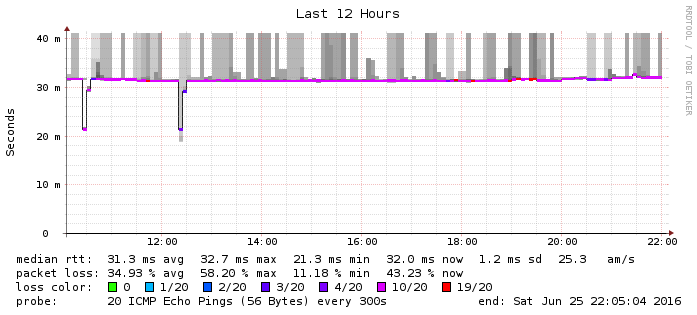 Last 12 Hours
RRDTOOL / TOBI OETIKER
Seconds
40 m
30 m
20 m
10 m
0
12:00 14:00 16:00 18:00 20:00 22:00
median rtt: 31.3 ms avg 32.7 ms max 21.3 ms min 32.0 ms now 1.2 ms sd 25.3 am/s
packet loss: 34.93 % avg 58.20 % max 11.18 % min 43.23 % now
loss color: 0 1/20 2/20 3/20 4/20 10/20 19/20
probe: 20 ICMP Echo Pings (56 Bytes) every 300s end: Sat Jun 25 22:05:04 2016